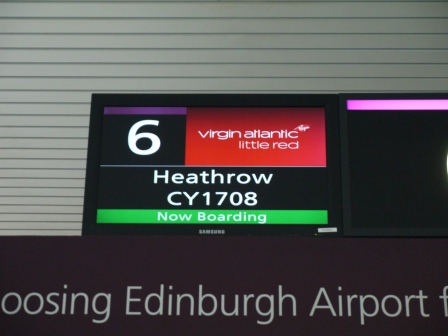 6
virgin atlantic
little red
Heathrow
CY1708
Now Boarding
SAMSUNG
oosing Edinburgh Airport f